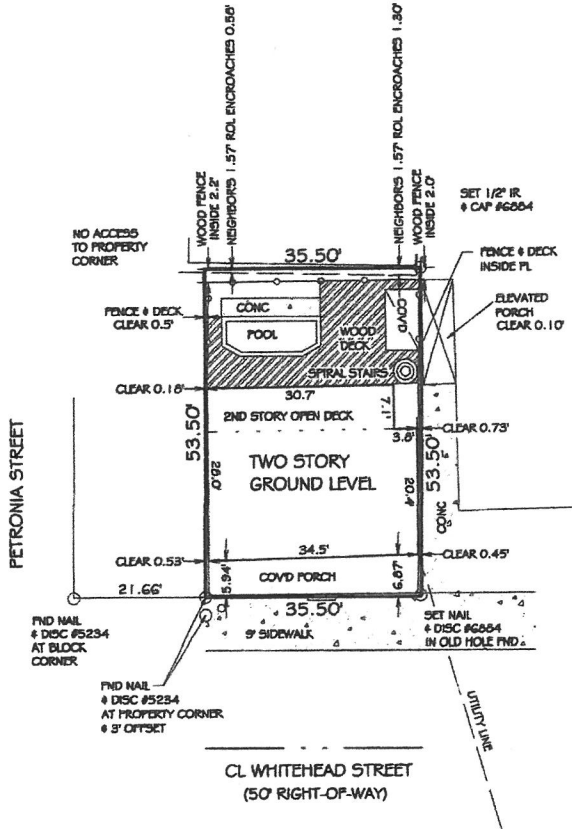 NEIGHBORS 1.57' ROL ENCROACHES 0.58'
NEIGHBORS 1.57' ROL ENCROACHES 1.30'
WOOD FENCE
INSIDE 2.2'
WOOD FENCE
INSIDE 2.0'
SET 1/2" IR
& CAP #6884
NO ACCESS
TO PROPERTY
CORNER
35.50'
FENCE & DECK
INSIDE PL
ELEVATED
PORCH
CLEAR 0.10'
FENCE & DECK
CLEAR 0.5'
CONC
POOL
WOOD
DECK
COV'D
SPIRAL STAIRS
CLEAR 0.18'
30.7'
7.1'
2ND STORY OPEN DECK
3.8'
CLEAR 0.73'
53.50'
26.0'
TWO STORY
GROUND LEVEL
20.4'
53.50'
CONC
PETRONIA STREET
CLEAR 0.53'
34.5'
CLEAR 0.45'
5.94'
COV'D PORCH
6.87'
21.66'
35.50'
FND NAIL
& DISC #5234
AT BLOCK
CORNER
9' SIDEWALK
SET NAIL
& DISC #6884
IN OLD HOLE FND.
FND NAIL
& DISC #5234
AT PROPERTY CORNER
& 3' OFFSET
UTILITY LINE
CL WHITEHEAD STREET
(50' RIGHT-OF-WAY)